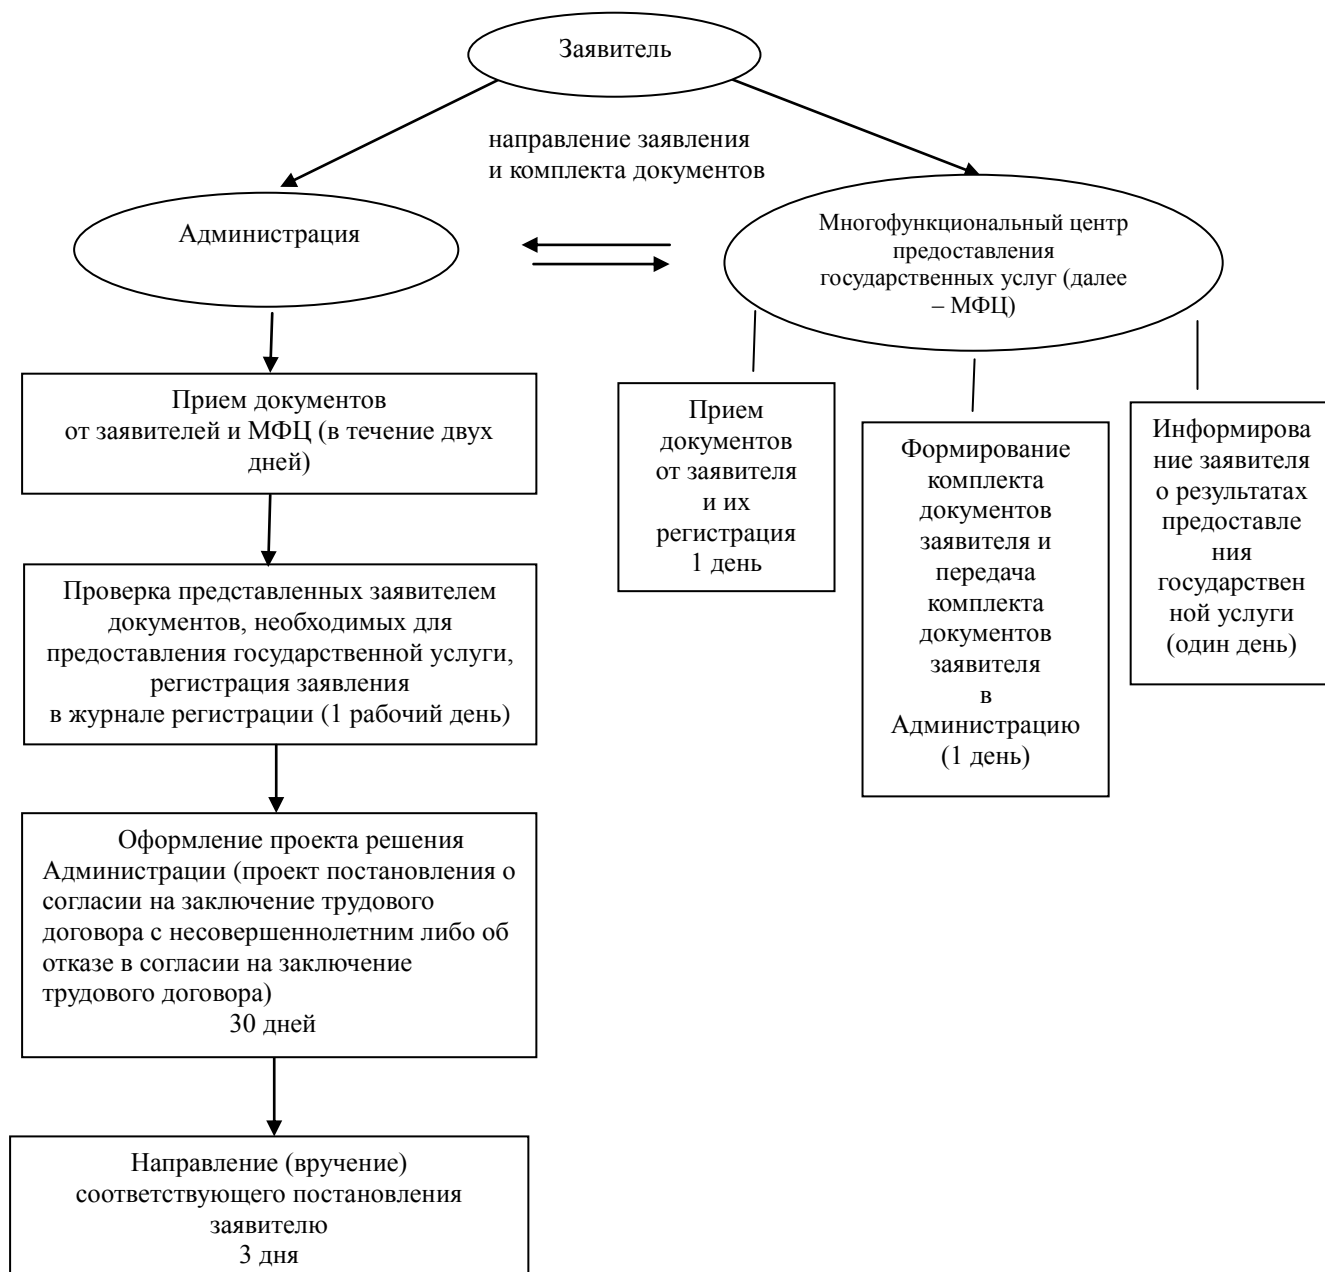 Заявитель
направление заявления
и комплекта документов
Администрация
Многофункциональный центр
предоставления
государственных услуг (далее
– МФЦ)
Прием документов
от заявителей и МФЦ (в течение двух
дней)
Проверка представленных заявителем
документов, необходимых для
предоставления государственной услуги,
регистрация заявления
в журнале регистрации (1 рабочий день)
Оформление проекта решения
Администрации (проект постановления о
согласии на заключение трудового
договора с несовершеннолетним либо об
отказе в согласии на заключение
трудового договора)
30 дней
Направление (вручение)
соответствующего постановления
заявителю
3 дня
Прием
документов
от заявителя
и их
регистрация
1 день
Формирование
комплекта
документов
заявителя и
передача
комплекта
документов
заявителя
в
Администрацию
(1 день)
Информирова
ние заявителя
о результатах
предоставле
ния
государствен
ной услуги
(один день)